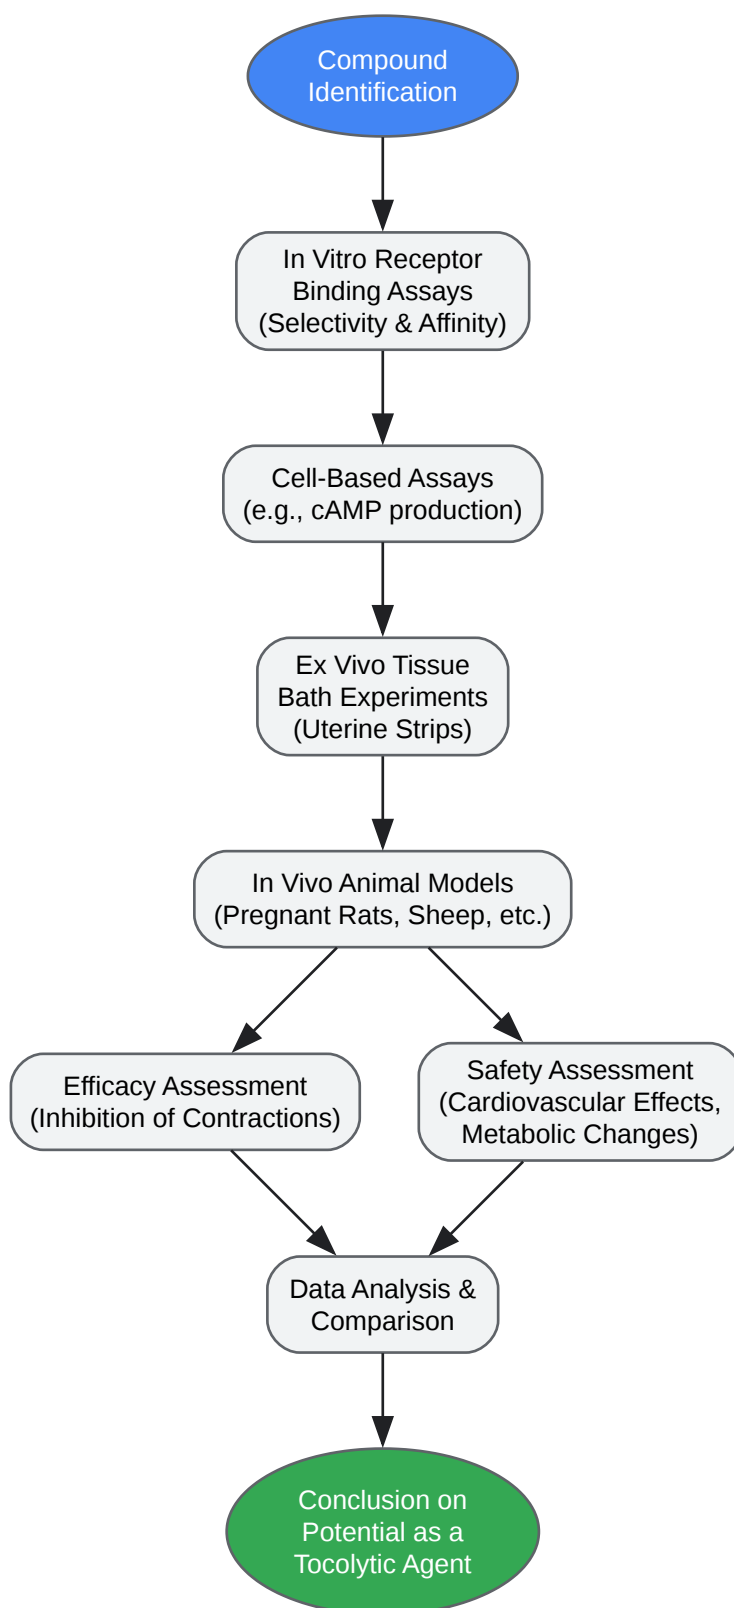 Compound
Identification
In Vitro Receptor
Binding Assays
(Selectivity & Affinity)
Cell-Based Assays
(e.g., cAMP production)
Ex Vivo Tissue
Bath Experiments
(Uterine Strips)
In Vivo Animal Models
(Pregnant Rats, Sheep, etc.)
Efficacy Assessment
(Inhibition of Contractions)
Safety Assessment
(Cardiovascular Effects,
Metabolic Changes)
Data Analysis &
Comparison
Conclusion on
Potential as a
Tocolytic Agent